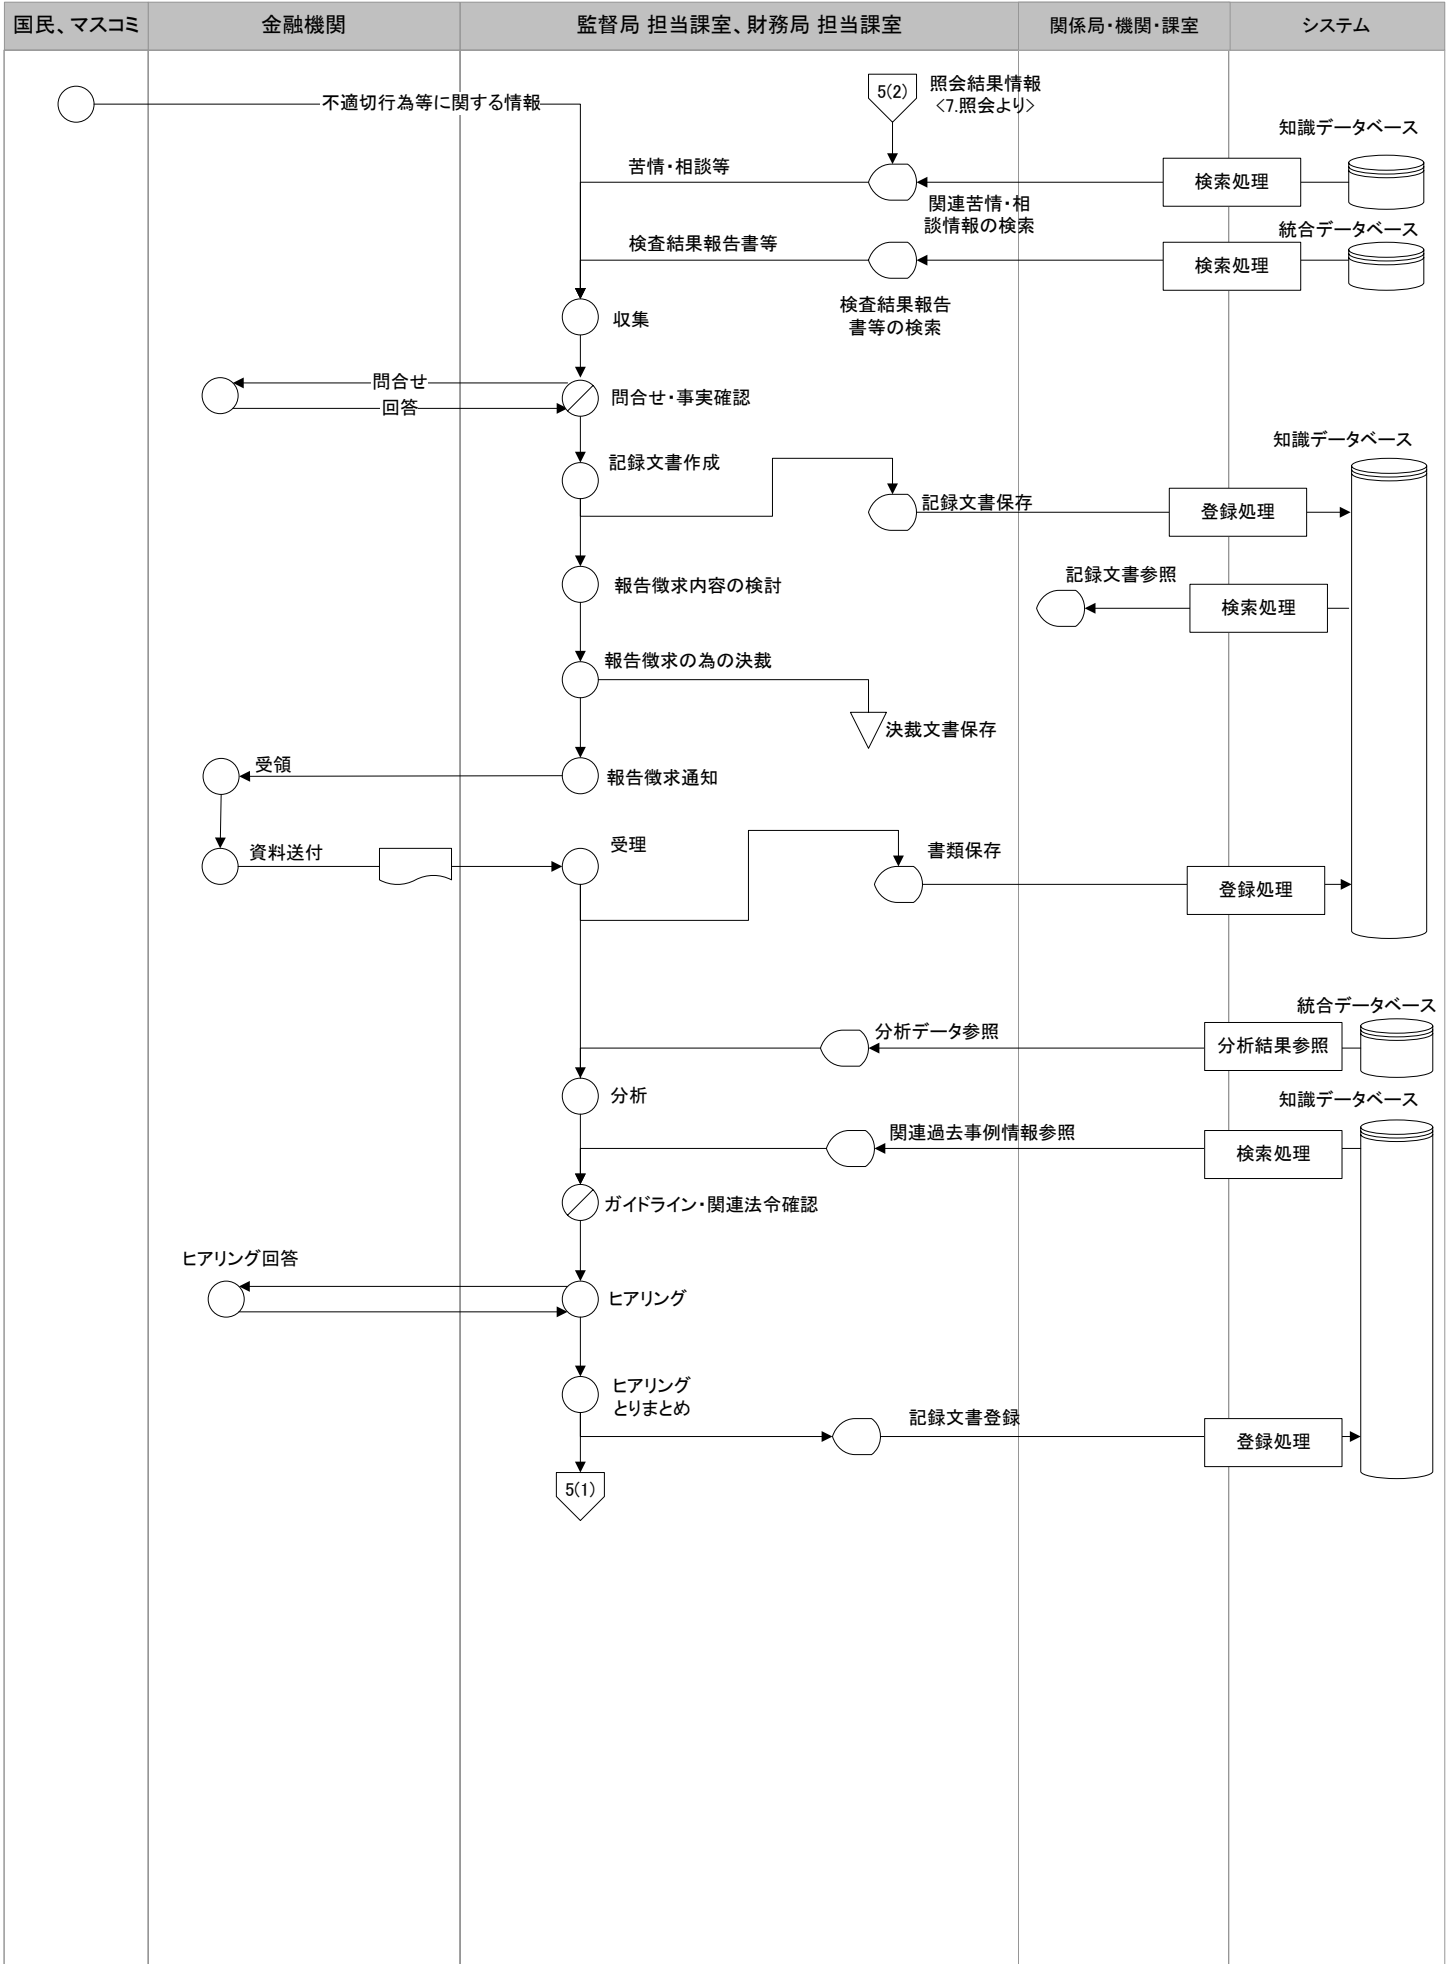 国民、マスコミ
金融機関
監督局 担当課室、財務局 担当課室
関係局・機関・課室
システム
不適切行為等に関する情報
5(2)
照会結果情報
<7.照会より>
知識データベース
苦情・相談等
検索処理
関連苦情・相
談情報の検索
統合データベース
検査結果報告書等
検索処理
検査結果報告
書等の検索
収集
問合せ
回答
問合せ・事実確認
知識データベース
記録文書作成
記録文書保存
登録処理
記録文書参照
検索処理
報告徴求内容の検討
報告徴求の為の決裁
決裁文書保存
受領
報告徴求通知
資料送付
受理
書類保存
登録処理
統合データベース
分析データ参照
分析結果参照
分析
知識データベース
関連過去事例情報参照
検索処理
ガイドライン・関連法令確認
ヒアリング回答
ヒアリング
ヒアリング
とりまとめ
記録文書登録
登録処理
5(1)